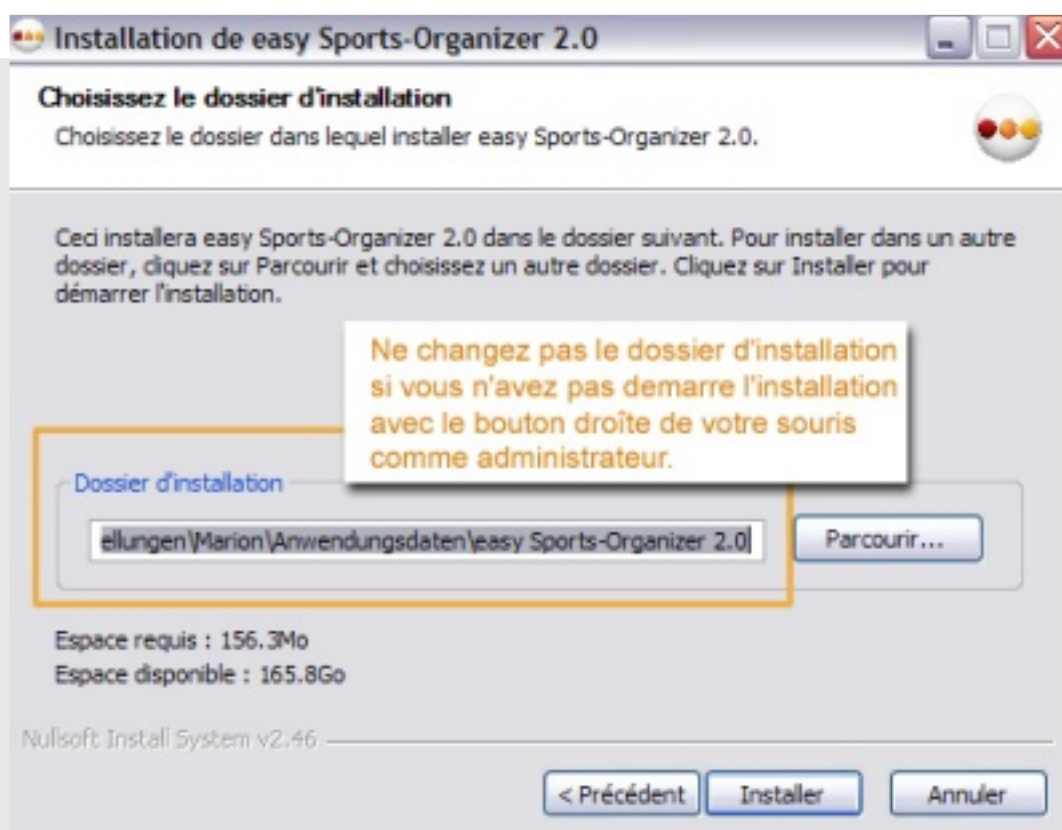 Installation de easy Sports-Organizer 2.0
Choisissez le dossier d'installation
Choisissez le dossier dans lequel installer easy Sports-Organizer 2.0.
Ceci installera easy Sports-Organizer 2.0 dans le dossier suivant. Pour installer dans un autre
dossier, cliquez sur Parcourir et choisissez un autre dossier. Cliquez sur Installer pour
démarrer l'installation.
Ne changez pas le dossier d'installation
si vous n'avez pas demarre l'installation
avec le bouton droîte de votre souris
comme administrateur.
Dossier d'installation
ellungen\Marion\Anwendungsdaten\easy Sports-Organizer 2.0
Parcourir...
Espace requis : 156.3Mo
Espace disponible : 165.8Go
Nullsoft Install System v2.46
< Précédent Installer Annuler